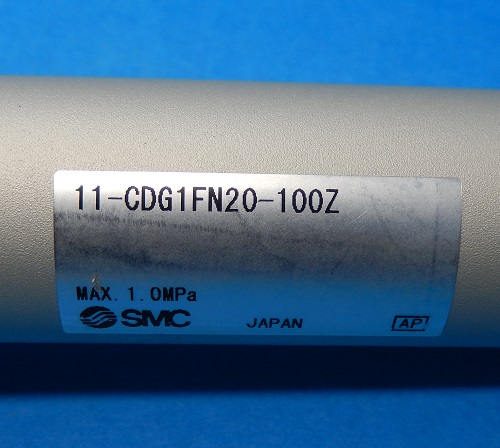 11-CDG1FN20-100Z
MAX. 1.0MPa
SMC JAPAN AP